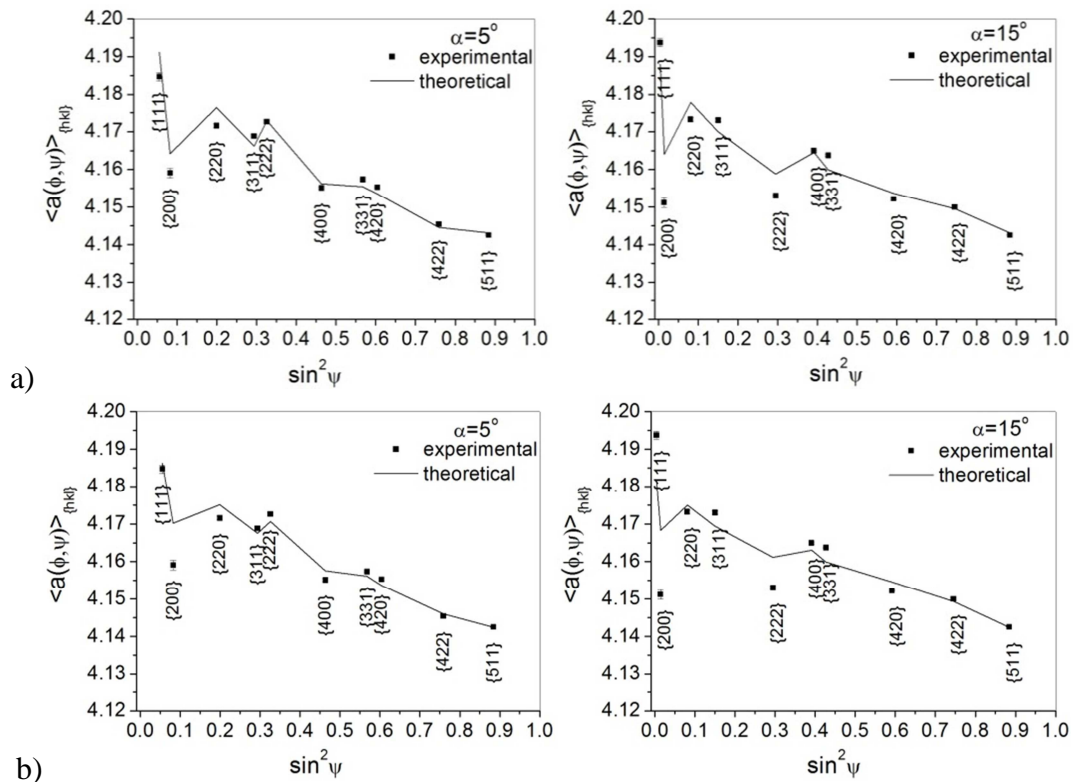 α=5°
experimental
theoretical
<a(ϕ,ψ)>{hkl}
4.20
4.19
4.18
4.17
4.16
4.15
4.14
4.13
4.12
{111}
{200}
{220}
{311}
{222}
{400}
{331}
{420}
{422}
{511}
0.0 0.1 0.2 0.3 0.4 0.5 0.6 0.7 0.8 0.9 1.0
sin²ψ
α=15°
experimental
theoretical
<a(ϕ,ψ)>{hkl}
4.20
4.19
4.18
4.17
4.16
4.15
4.14
4.13
4.12
{111}
{200}
{220}
{311}
{222}
{400}
{331}
{420}
{422}
{511}
0.0 0.1 0.2 0.3 0.4 0.5 0.6 0.7 0.8 0.9 1.0
sin²ψ
a)
α=5°
experimental
theoretical
<a(ϕ,ψ)>{hkl}
4.20
4.19
4.18
4.17
4.16
4.15
4.14
4.13
4.12
{111}
{200}
{220}
{311}
{222}
{400}
{331}
{420}
{422}
{511}
0.0 0.1 0.2 0.3 0.4 0.5 0.6 0.7 0.8 0.9 1.0
sin²ψ
α=15°
experimental
theoretical
<a(ϕ,ψ)>{hkl}
4.20
4.19
4.18
4.17
4.16
4.15
4.14
4.13
4.12
{111}
{200}
{220}
{311}
{222}
{400}
{331}
{420}
{422}
{511}
0.0 0.1 0.2 0.3 0.4 0.5 0.6 0.7 0.8 0.9 1.0
sin²ψ
b)